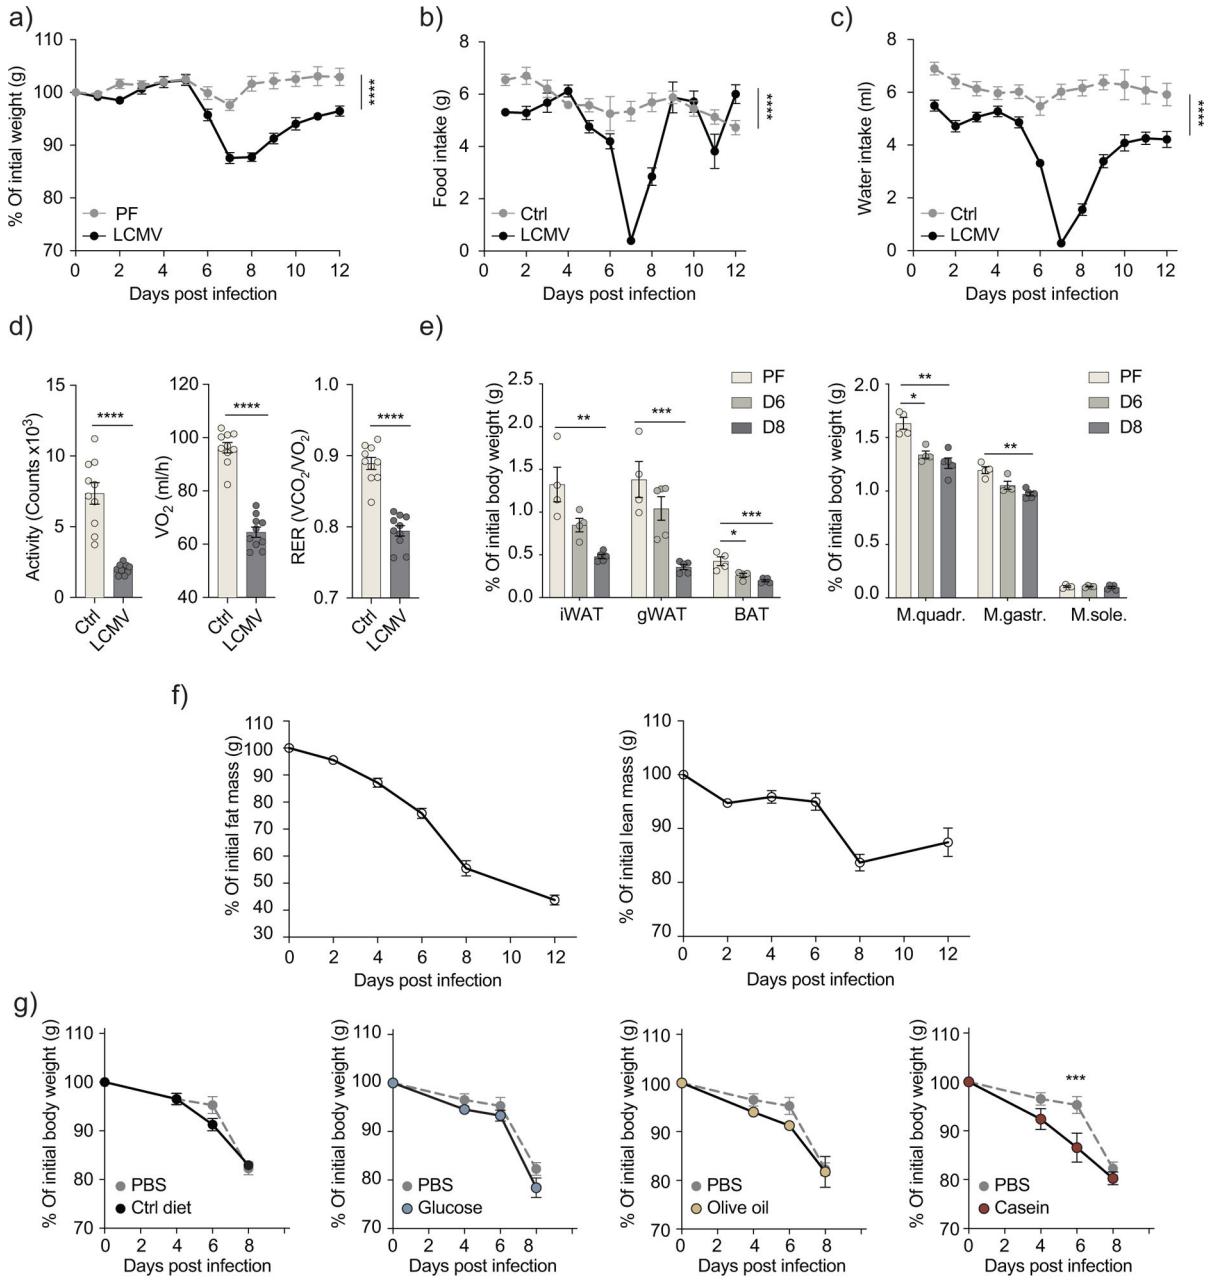 a)
% Of intial weight (g)
110
100
90
80
70
PF
LCMV
****
0 2 4 6 8 10 12
Days post infection
b)
Food intake (g)
8
6
4
2
0
Ctrl
LCMV
****
0 2 4 6 8 10 12
Days post infection
c)
Water intake (ml)
8
6
4
2
0
Ctrl
LCMV
****
0 2 4 6 8 10 12
Days post infection
d)
Activity (Counts x10³)
15
10
5
0
****
Ctrl
LCMV
VO₂ (ml/h)
120
100
80
60
40
****
Ctrl
LCMV
RER (VCO₂/VO₂)
1.0
0.9
0.8
0.7
****
Ctrl
LCMV
e)
% Of initial body weight (g)
2.5
2.0
1.5
1.0
0.5
0.0
PF
D6
D8
**
***
***
*
iWAT gWAT BAT
% Of initial body weight (g)
2.0
1.5
1.0
0.5
0.0
PF
D6
D8
**
*
**
M.quadr. M.gastr. M.sole.
f)
% Of initial fat mass (g)
110
100
90
80
70
60
50
40
30
0 2 4 6 8 10 12
Days post infection
% Of initial lean mass (g)
110
100
90
80
70
0 2 4 6 8 10 12
Days post infection
g)
% Of initial body weight (g)
110
100
90
80
70
PBS
Ctrl diet
0 2 4 6 8
Days post infection
% Of initial body weight (g)
110
100
90
80
70
PBS
Glucose
0 2 4 6 8
Days post infection
% Of initial body weight (g)
110
100
90
80
70
PBS
Olive oil
0 2 4 6 8
Days post infection
% Of initial body weight (g)
110
100
90
80
70
***
PBS
Casein
0 2 4 6 8
Days post infection